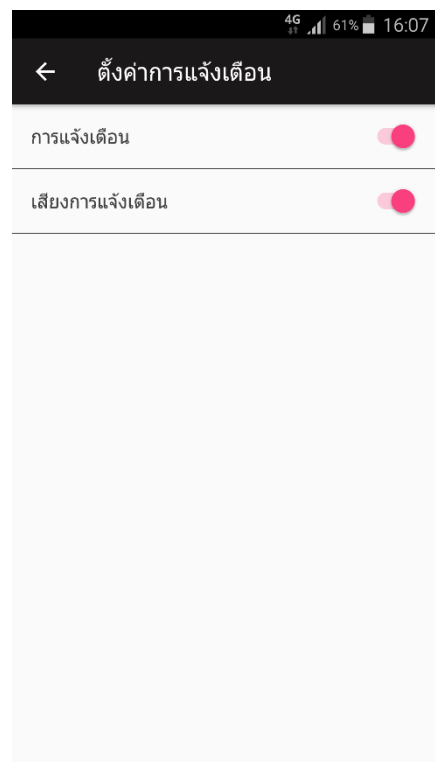 4G 61% 16:07
ตั้งค่าการแจ้งเตือน
การแจ้งเตือน
เสียงการแจ้งเตือน